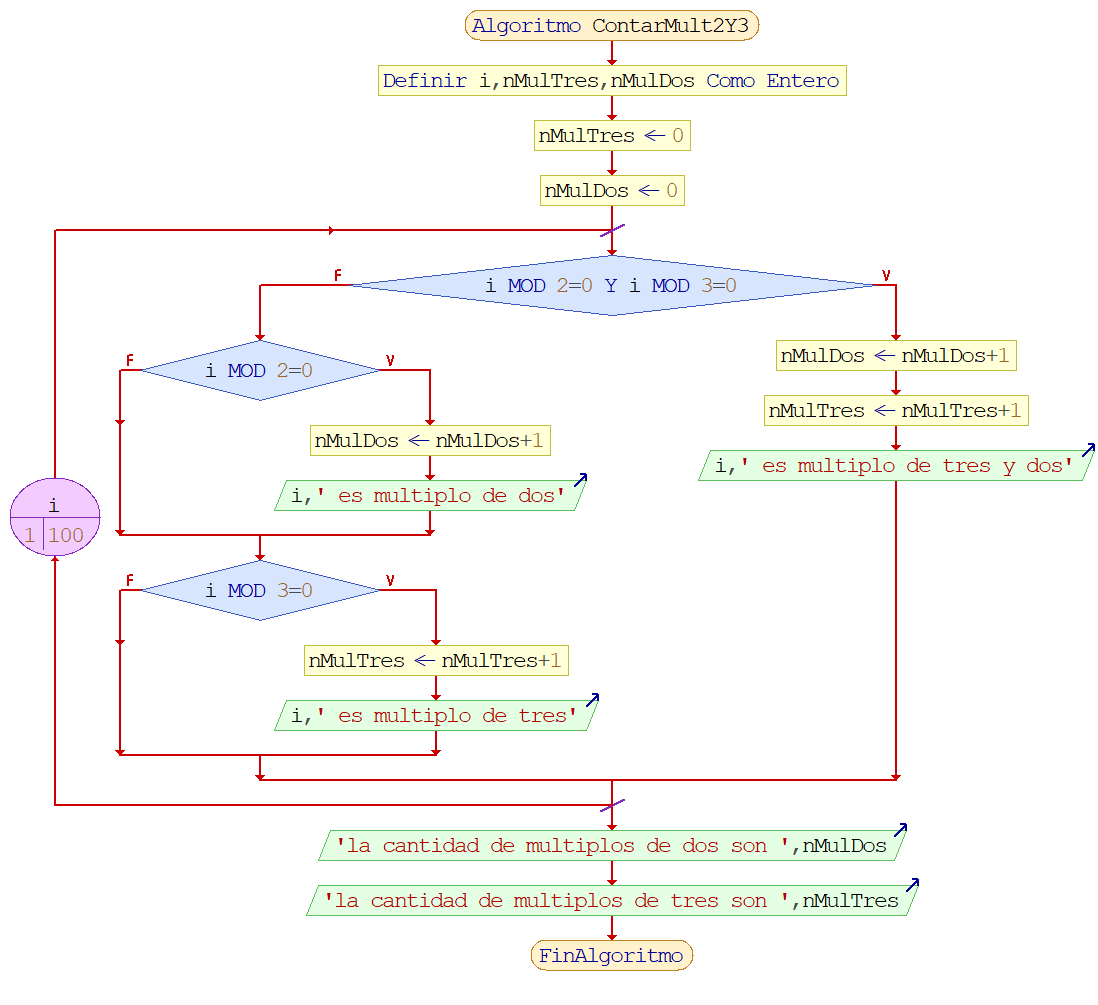 Algoritmo ContarMult2Y3
Definir i,nMulTres,nMulDos Como Entero
nMulTres ← 0
nMulDos ← 0
F
V
i MOD 2=0 Y i MOD 3=0
F
V
i MOD 2=0
nMulDos ← nMulDos+1
i,' es multiplo de dos'
nMulDos ← nMulDos+1
nMulTres ← nMulTres+1
i,' es multiplo de tres y dos'
i
1 100
F
V
i MOD 3=0
nMulTres ← nMulTres+1
i,' es multiplo de tres'
'la cantidad de multiplos de dos son ',nMulDos
'la cantidad de multiplos de tres son ',nMulTres
FinAlgoritmo